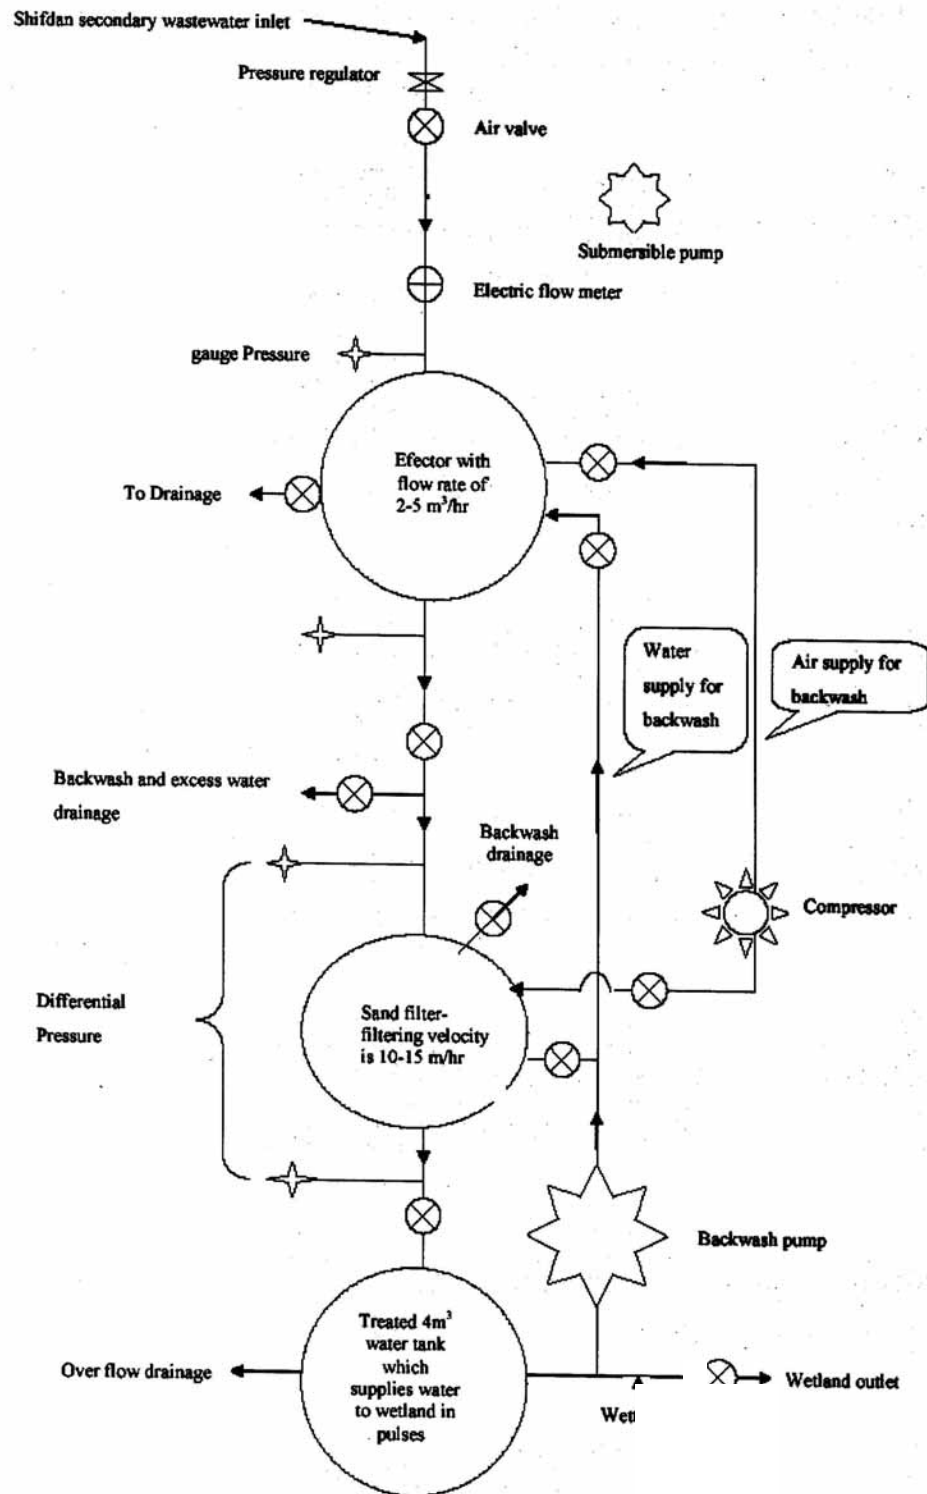 Shifdan secondary wastewater inlet
Pressure regulator
Air valve
Submersible pump
Electric flow meter
gauge Pressure
Efector with
flow rate of
2-5 m³/hr
To Drainage
Water
supply for
backwash
Air supply for
backwash
Backwash and excess water
drainage
Backwash
drainage
Compressor
Differential
Pressure
Sand filter-
filtering velocity
is 10-15 m/hr
Backwash pump
Treated 4m³
water tank
which
supplies water
to wetland in
pulses
Over flow drainage
Wetland outlet